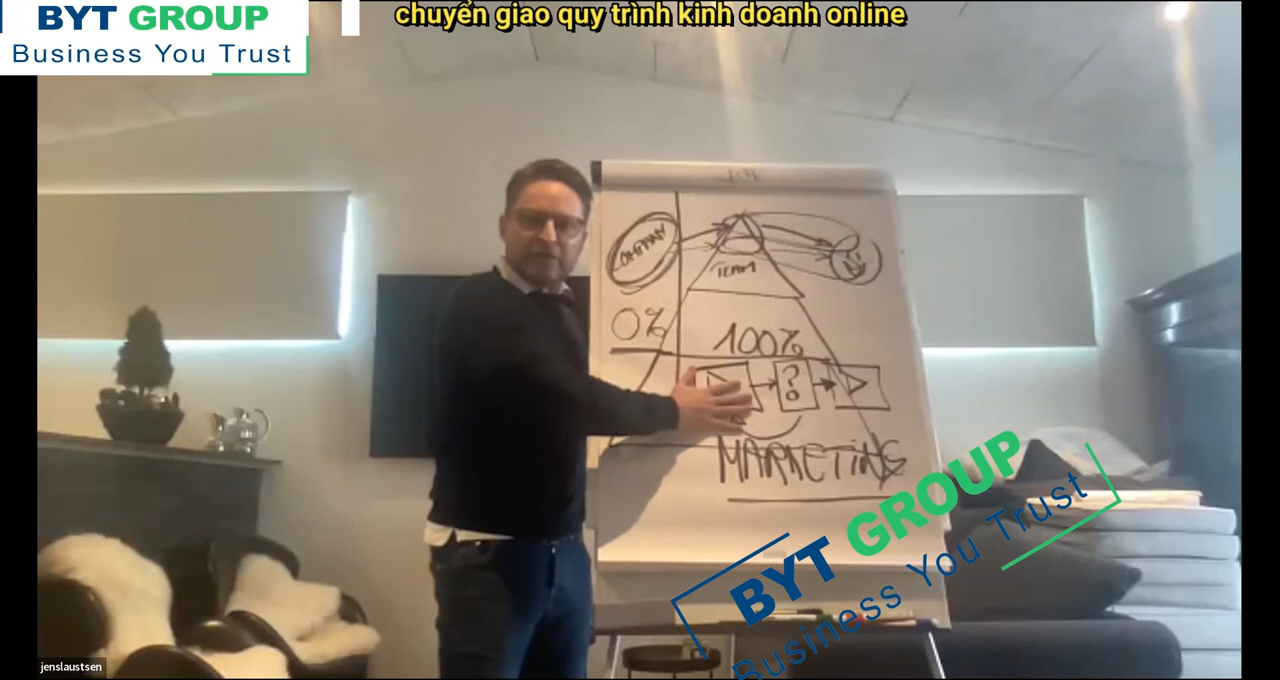 BYT GROUP
Business You Trust
chuyển giao quy trình kinh doanh online
COMPANY
TEAM
0%
100%
?
MARKETING
BYT GROUP
Business You Trust
jenslaustsen